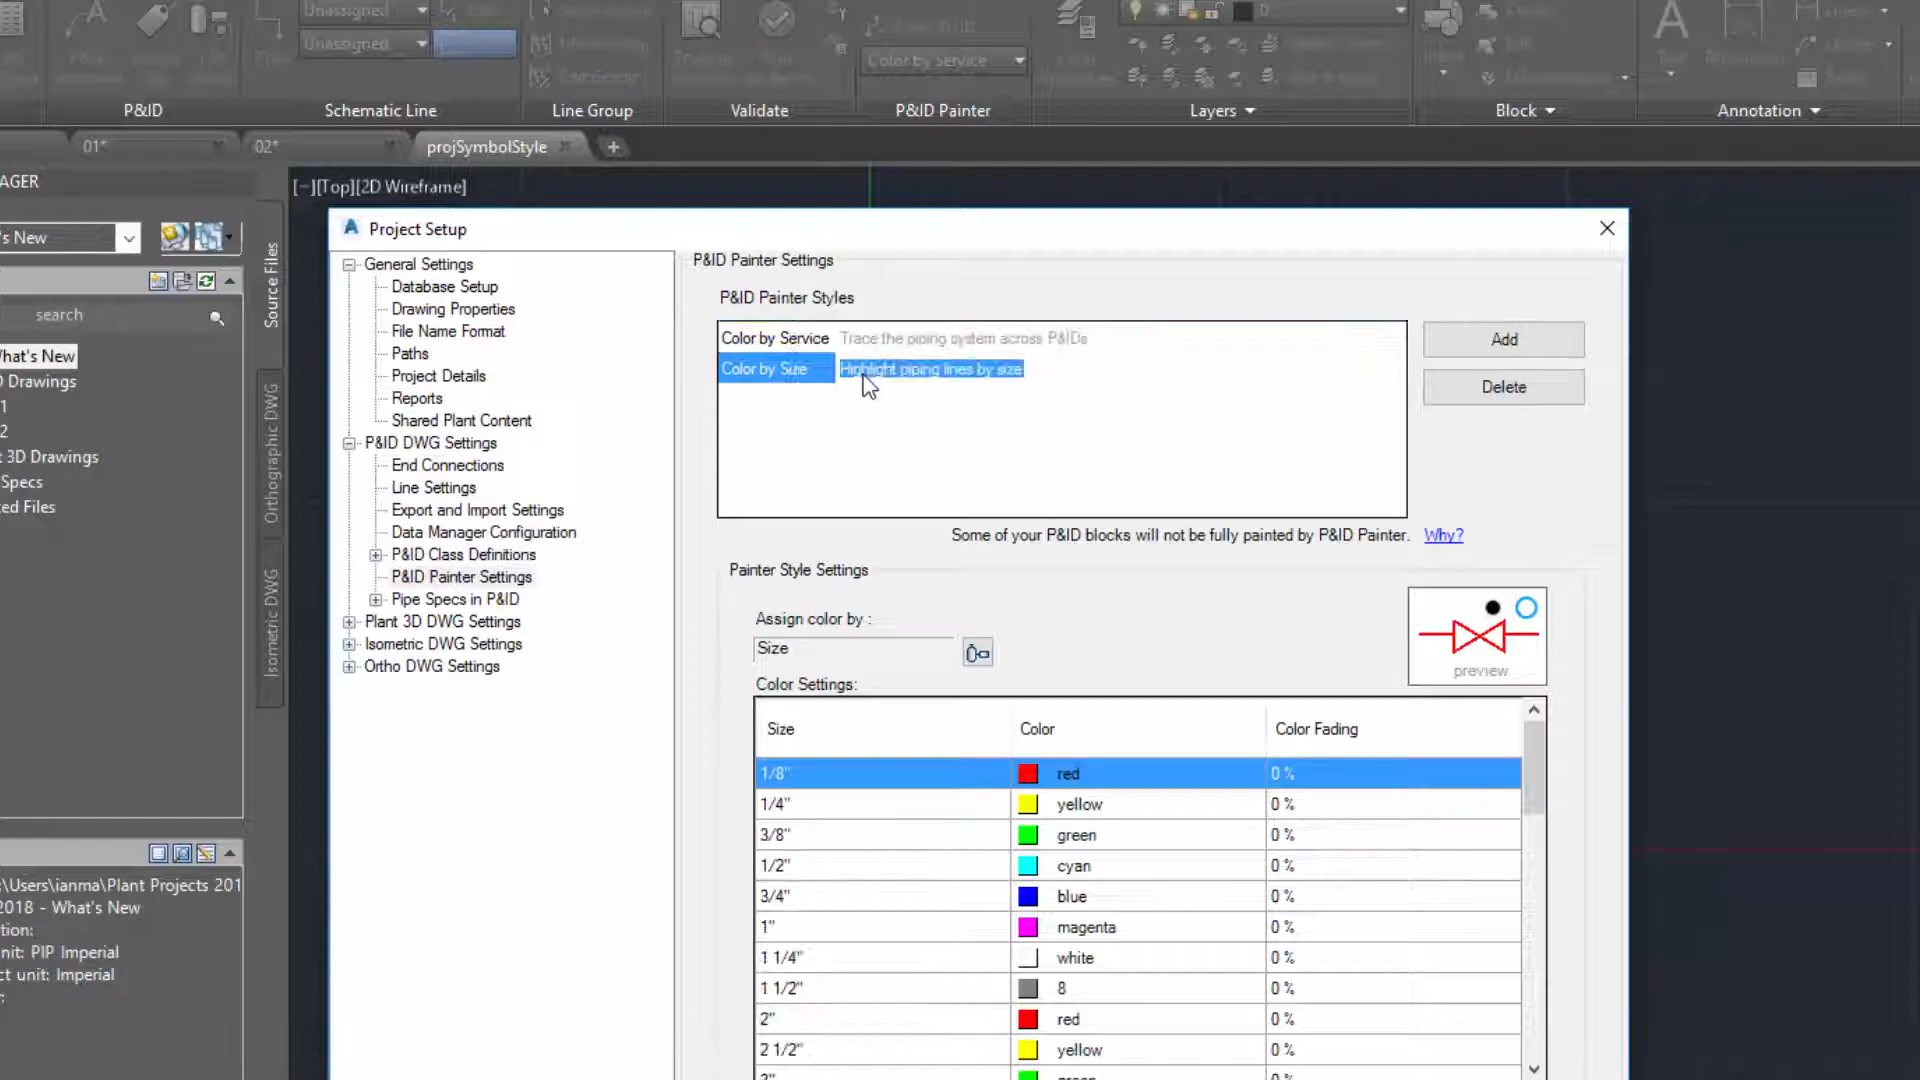 Unassigned
Unassigned
Color by Service
P&ID
Schematic Line
Line Group
Validate
P&ID Painter
Layers
Block
Annotation
01*
02*
projSymbolStyle
AGER
[−][Top][2D Wireframe]
's New
search
hat's New
D Drawings
1
2
t 3D Drawings
Specs
ed Files
Source Files
Orthographic DWG
Isometric DWG
:\Users\ianma\Plant Projects 201
2018 - What's New
tion:
nit: PIP Imperial
ct unit: Imperial
:
Project Setup
General Settings
Database Setup
Drawing Properties
File Name Format
Paths
Project Details
Reports
Shared Plant Content
P&ID DWG Settings
End Connections
Line Settings
Export and Import Settings
Data Manager Configuration
P&ID Class Definitions
P&ID Painter Settings
Pipe Specs in P&ID
Plant 3D DWG Settings
Isometric DWG Settings
Ortho DWG Settings
P&ID Painter Settings
P&ID Painter Styles
Color by Service Trace the piping system across P&IDs
Color by Size Highlight piping lines by size
Add
Delete
Some of your P&ID blocks will not be fully painted by P&ID Painter. Why?
Painter Style Settings
Assign color by :
Size
preview
Color Settings:
Size Color Color Fading
1/8" red 0 %
1/4" yellow 0 %
3/8" green 0 %
1/2" cyan 0 %
3/4" blue 0 %
1" magenta 0 %
1 1/4" white 0 %
1 1/2" 8 0 %
2" red 0 %
2 1/2" yellow 0 %